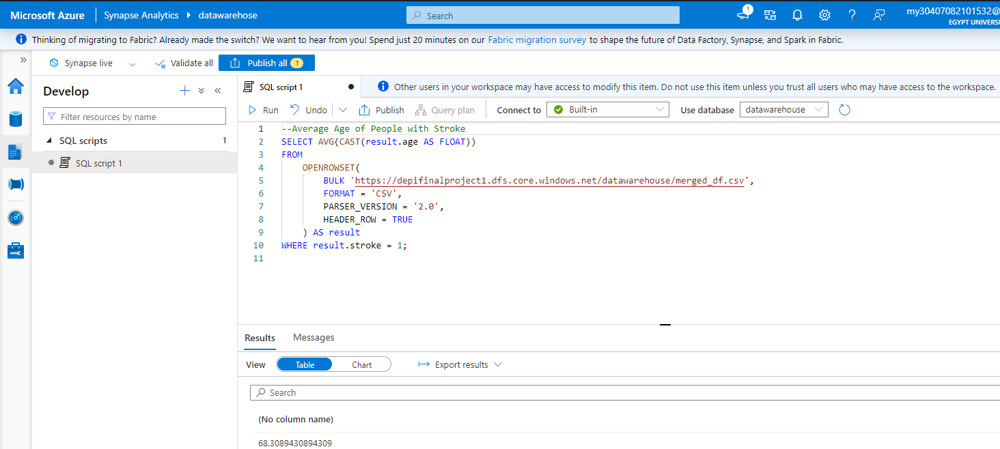 Microsoft Azure Synapse Analytics datawarehose Search 1 my30407082101532@
EGYPT UNIVERSI
Thinking of migrating to Fabric? Already made the switch? We want to hear from you! Spend just 20 minutes on our Fabric migration survey to shape the future of Data Factory, Synapse, and Spark in Fabric.
Synapse live Validate all Publish all 1
Develop
Filter resources by name
SQL scripts 1
SQL script 1
SQL script 1 Other users in your workspace may have access to modify this item. Do not use this item unless you trust all users who may have access to the workspace.
Run Undo Publish Query plan Connect to Built-in Use database datawarehouse
1 --Average Age of People with Stroke
2 SELECT AVG(CAST(result.age AS FLOAT))
3 FROM
4 OPENROWSET(
5 BULK 'https://depifinalproject1.dfs.core.windows.net/datawarehouse/merged_df.csv',
6 FORMAT = 'CSV',
7 PARSER_VERSION = '2.0',
8 HEADER_ROW = TRUE
9 ) AS result
10 WHERE result.stroke = 1;
11
Results Messages
View Table Chart Export results
Search
(No column name)
68.3089430894309